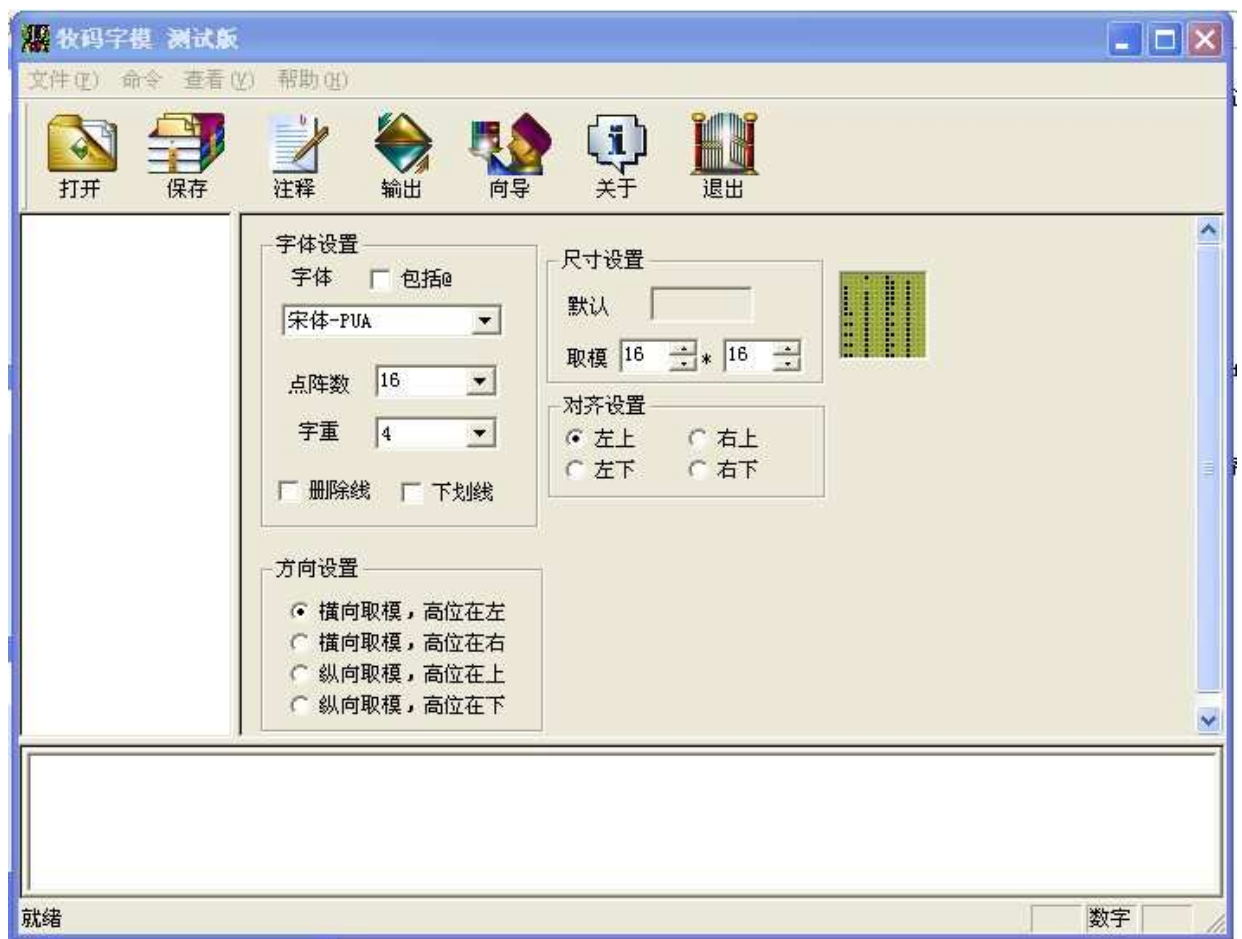 牧码字模 测试版
文件(F) 命令 查看(V) 帮助(H)
打开 保存 注释 输出 向导 关于 退出
字体设置
字体 包括@
宋体-PUA
点阵数 16
字重 4
删除线 下划线
尺寸设置
默认
取模 16 * 16
对齐设置
左上 右上
左下 右下
方向设置
横向取模，高位在左
横向取模，高位在右
纵向取模，高位在上
纵向取模，高位在下
就绪 数字